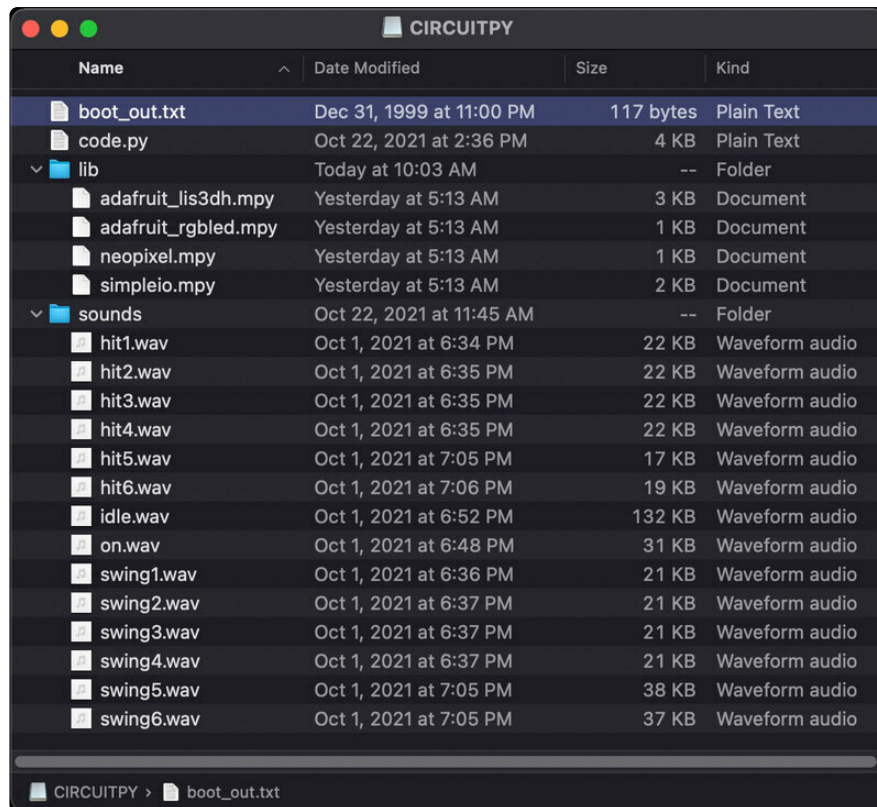 CIRCUITPY
Name Date Modified Size Kind
boot_out.txt Dec 31, 1999 at 11:00 PM 117 bytes Plain Text
code.py Oct 22, 2021 at 2:36 PM 4 KB Plain Text
lib Today at 10:03 AM -- Folder
adafruit_lis3dh.mpy Yesterday at 5:13 AM 3 KB Document
adafruit_rgbled.mpy Yesterday at 5:13 AM 1 KB Document
neopixel.mpy Yesterday at 5:13 AM 1 KB Document
simpleio.mpy Yesterday at 5:13 AM 2 KB Document
sounds Oct 22, 2021 at 11:45 AM -- Folder
hit1.wav Oct 1, 2021 at 6:34 PM 22 KB Waveform audio
hit2.wav Oct 1, 2021 at 6:35 PM 22 KB Waveform audio
hit3.wav Oct 1, 2021 at 6:35 PM 22 KB Waveform audio
hit4.wav Oct 1, 2021 at 6:35 PM 22 KB Waveform audio
hit5.wav Oct 1, 2021 at 7:05 PM 17 KB Waveform audio
hit6.wav Oct 1, 2021 at 7:06 PM 19 KB Waveform audio
idle.wav Oct 1, 2021 at 6:52 PM 132 KB Waveform audio
on.wav Oct 1, 2021 at 6:48 PM 31 KB Waveform audio
swing1.wav Oct 1, 2021 at 6:36 PM 21 KB Waveform audio
swing2.wav Oct 1, 2021 at 6:37 PM 21 KB Waveform audio
swing3.wav Oct 1, 2021 at 6:37 PM 21 KB Waveform audio
swing4.wav Oct 1, 2021 at 6:37 PM 21 KB Waveform audio
swing5.wav Oct 1, 2021 at 7:05 PM 38 KB Waveform audio
swing6.wav Oct 1, 2021 at 7:05 PM 37 KB Waveform audio
CIRCUITPY › boot_out.txt